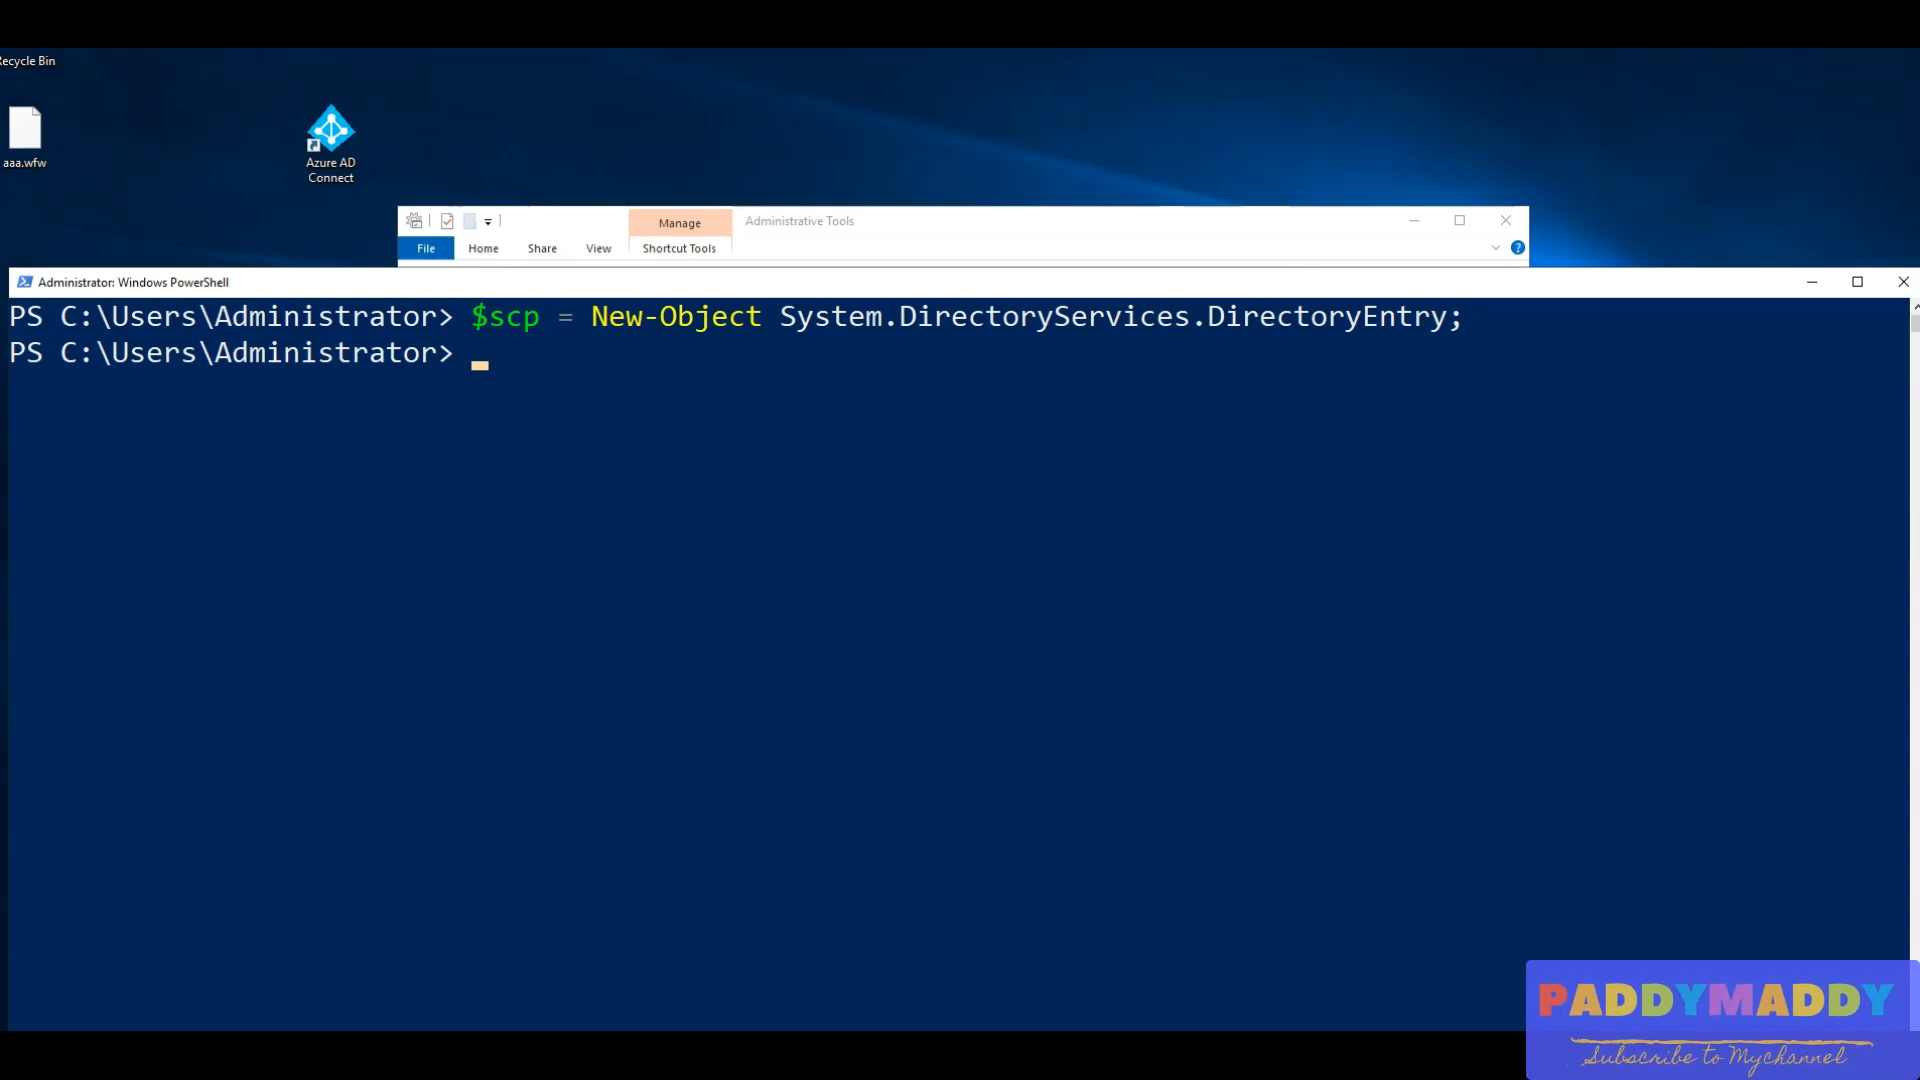 Recycle Bin
aaa.wfw
Azure AD
Connect
Manage
Administrative Tools
File
Home
Share
View
Shortcut Tools
Administrator: Windows PowerShell
PS C:\Users\Administrator> $scp = New-Object System.DirectoryServices.DirectoryEntry;
PS C:\Users\Administrator>
PADDYMADDY
Subscribe to Mychannel